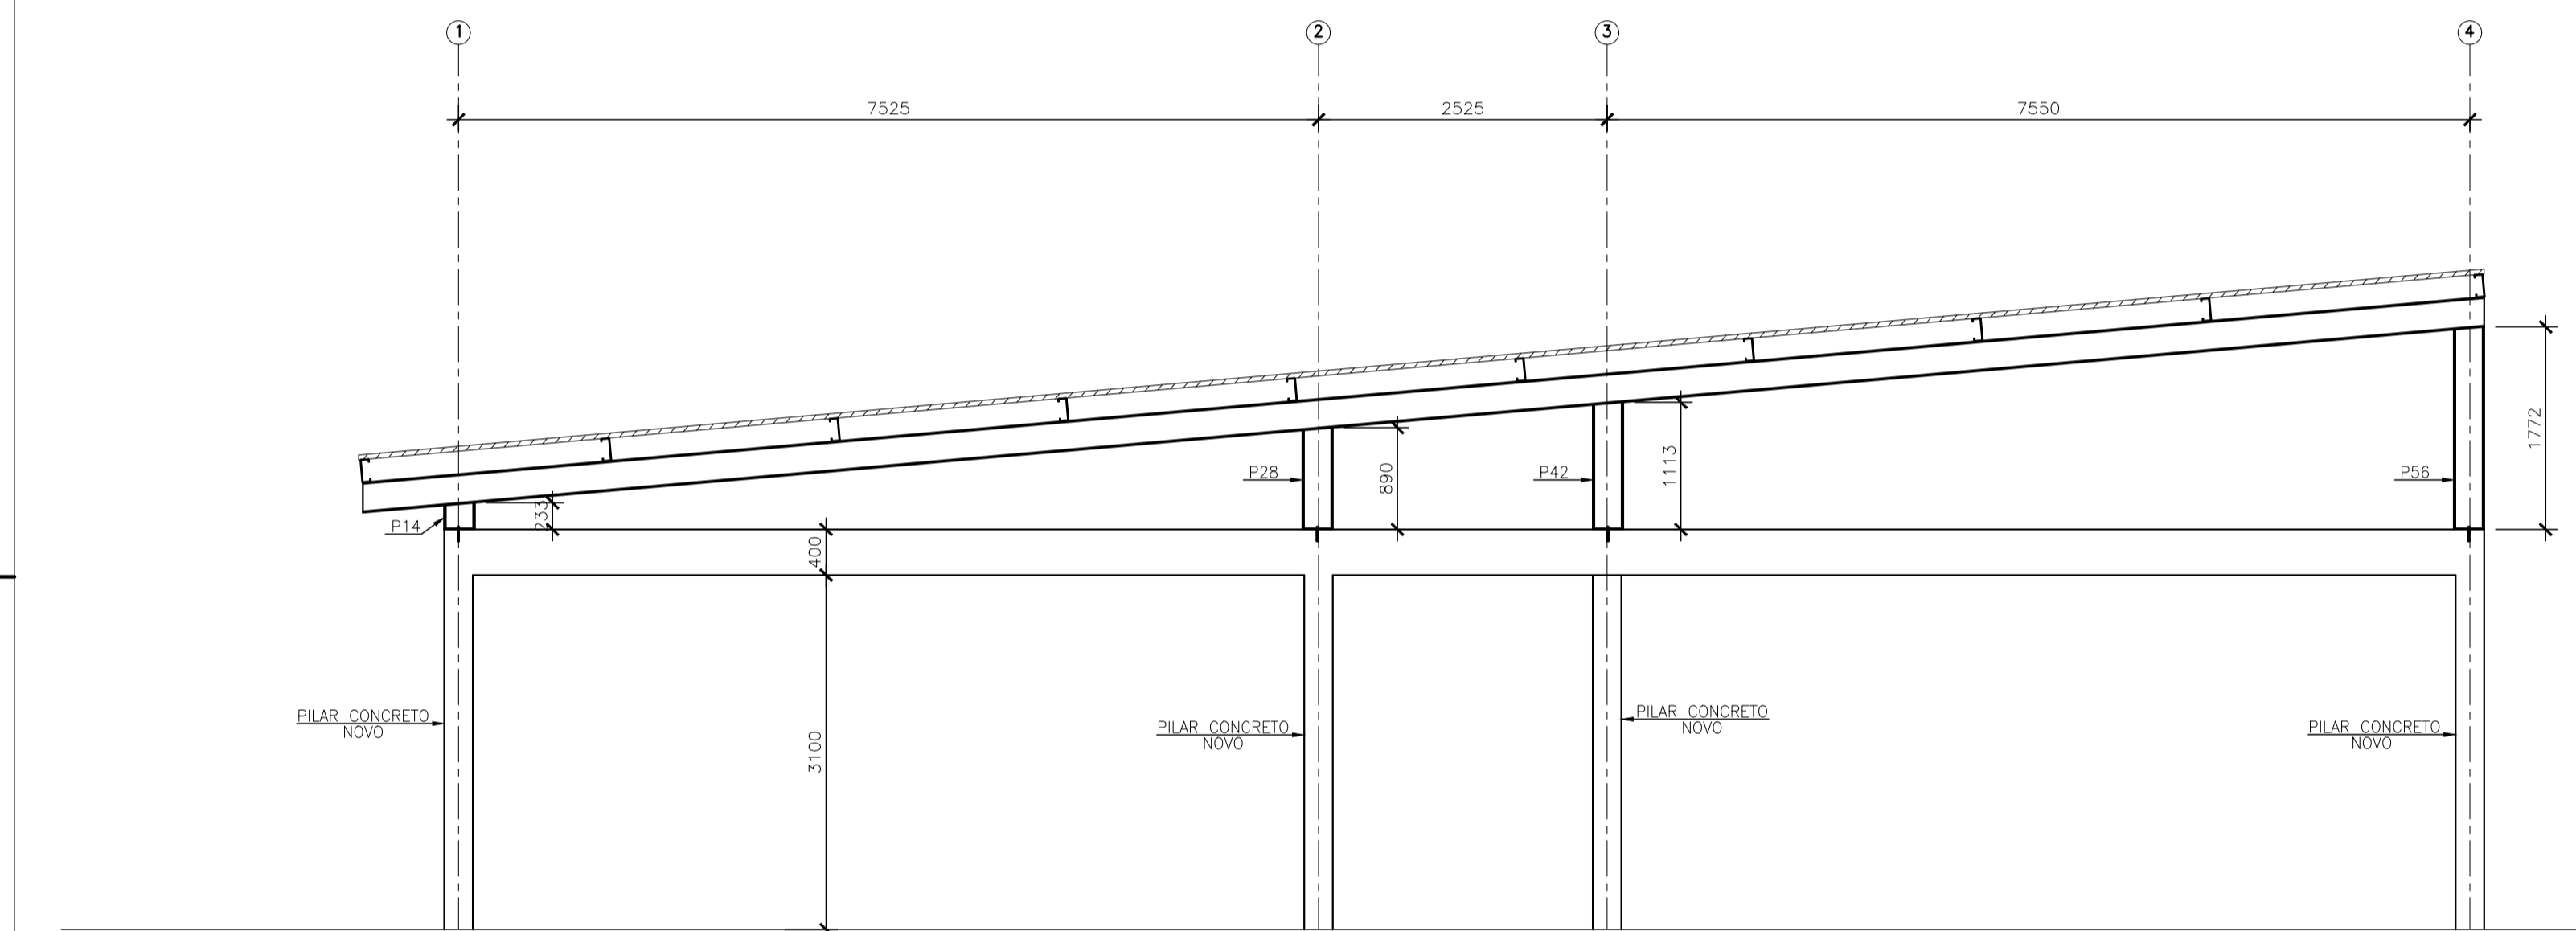 1
2
3
4
7525
2525
7550
P14
233
400
P28
890
P42
1113
P56
1772
3100
PILAR CONCRETO
NOVO
PILAR CONCRETO
NOVO
PILAR CONCRETO
NOVO
PILAR CONCRETO
NOVO